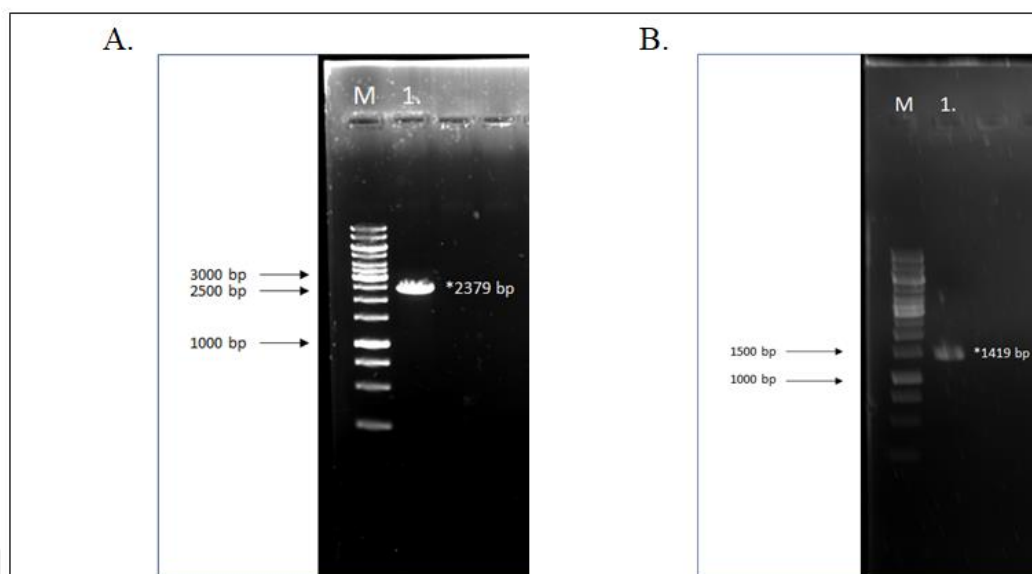 A.
M 1.
3000 bp
2500 bp
*2379 bp
1000 bp
B.
M 1.
1500 bp
*1419 bp
1000 bp